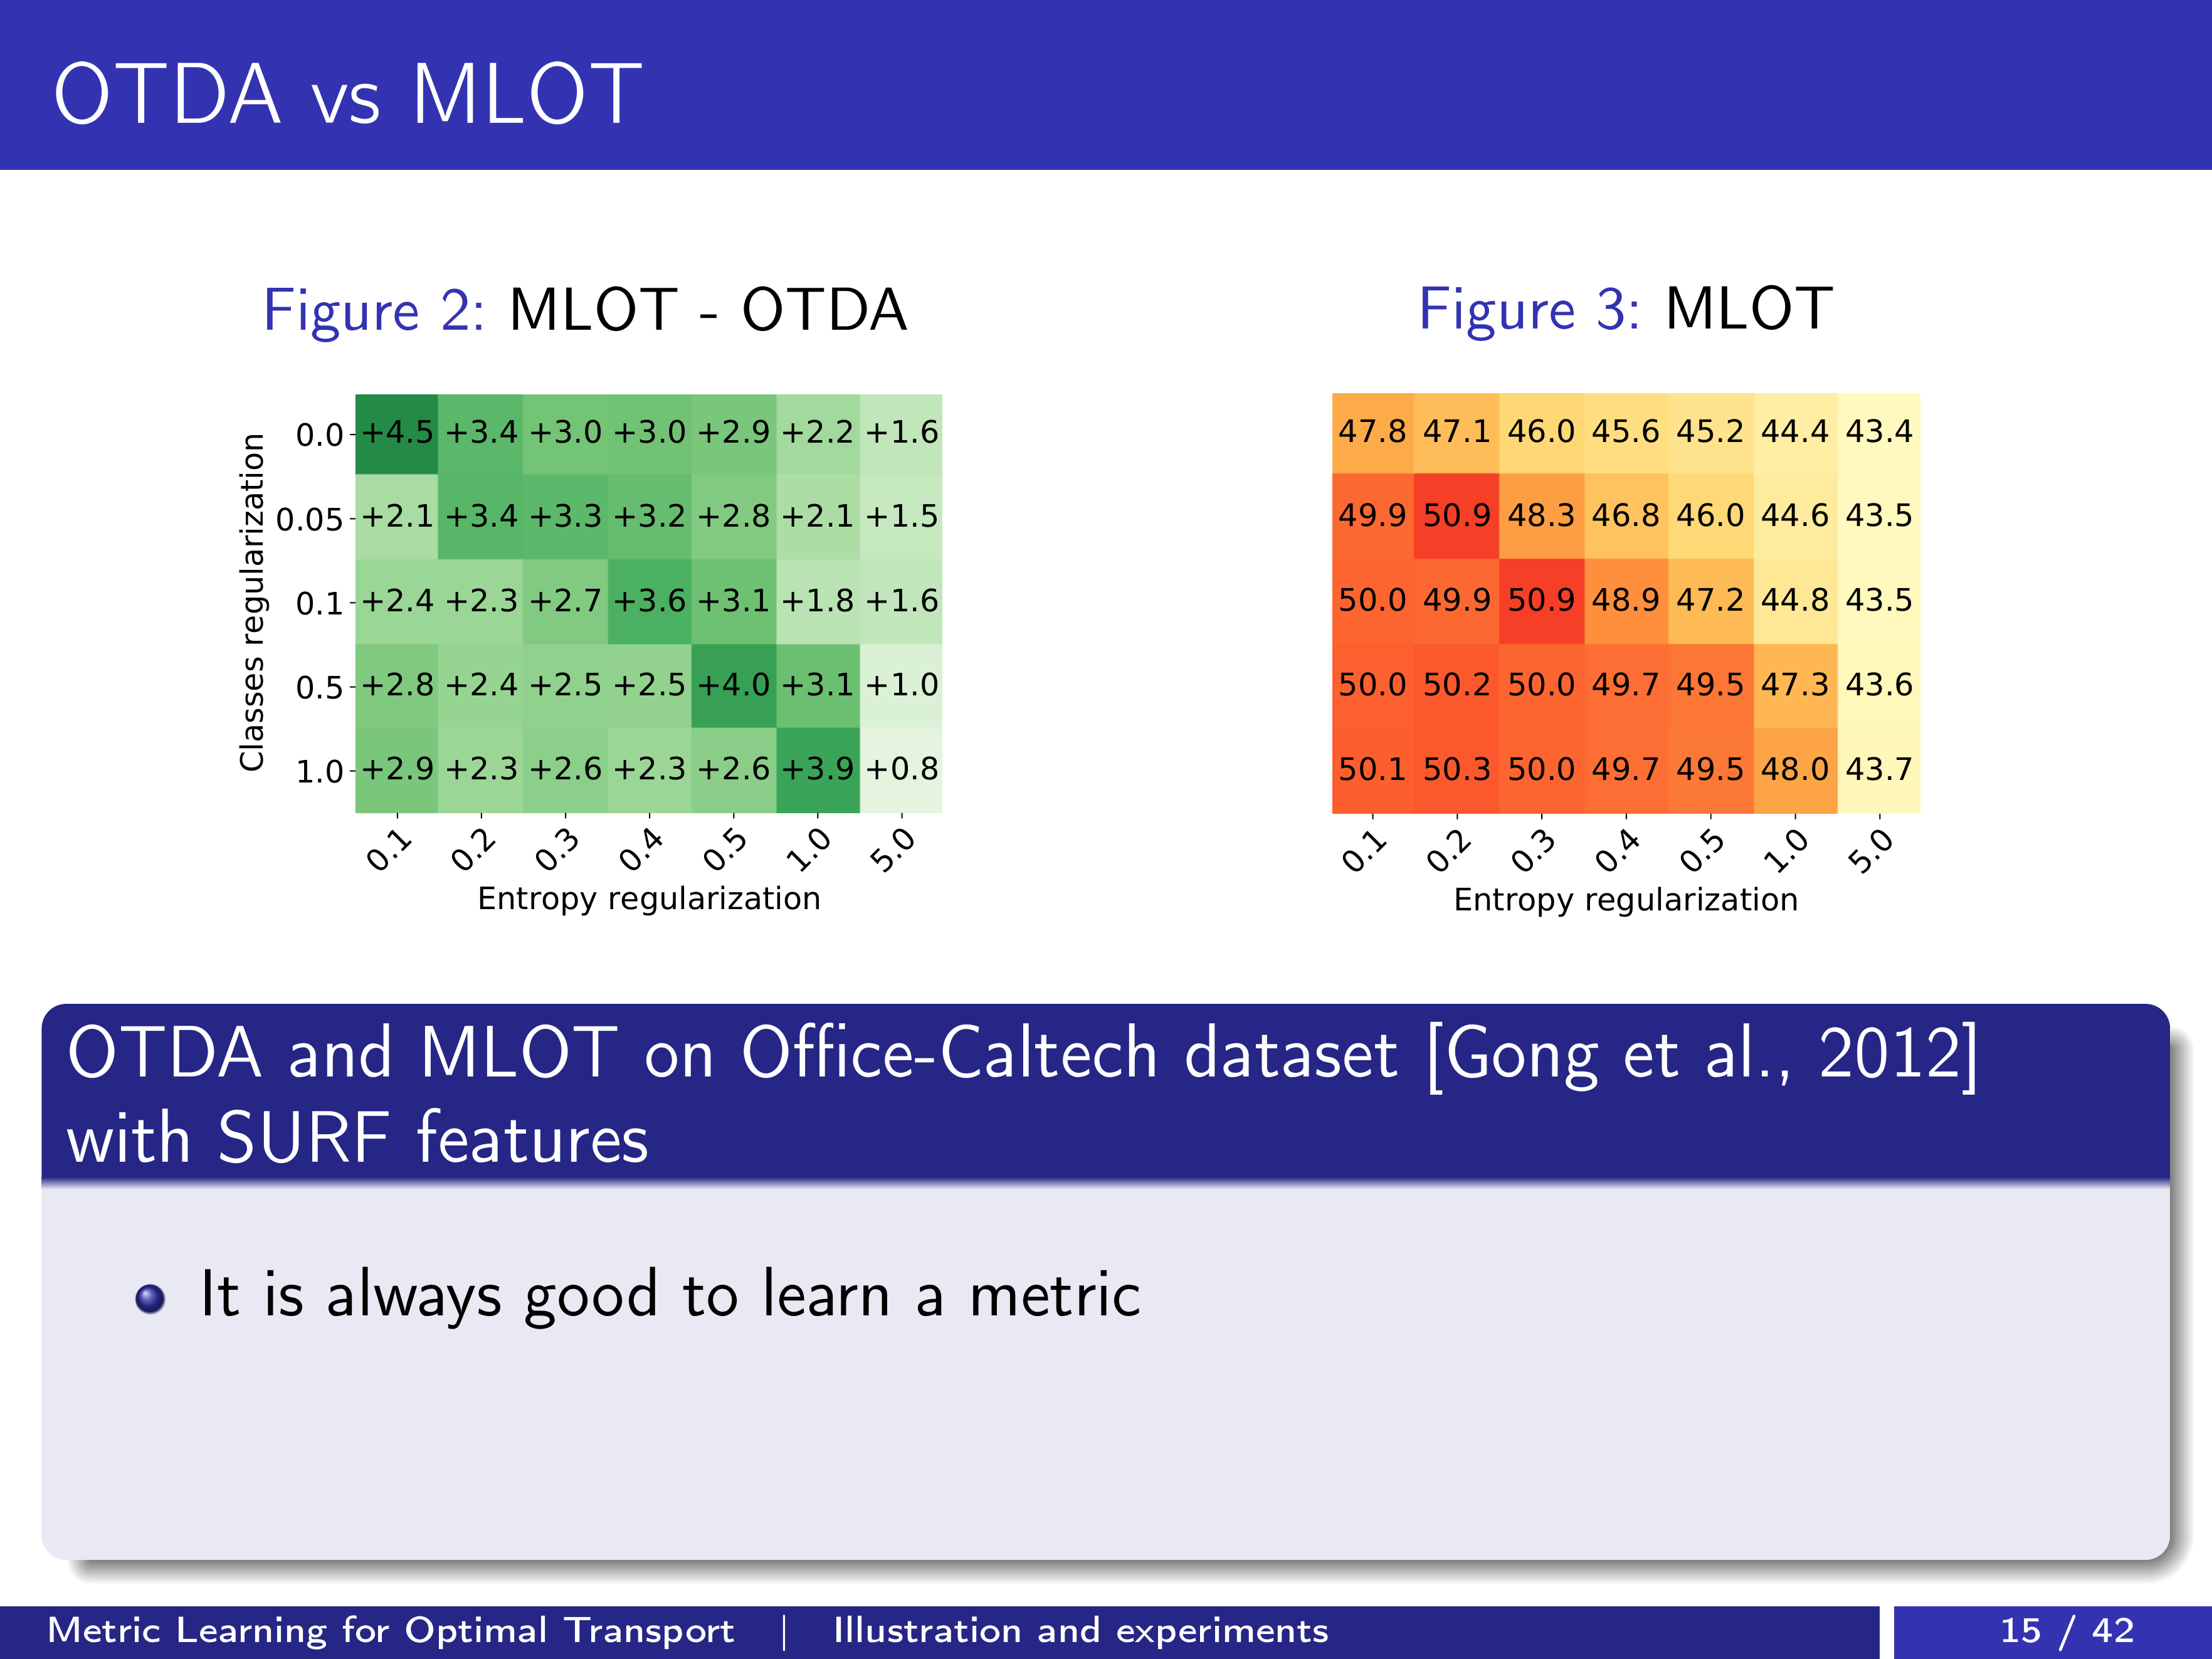 OTDA vs MLOT
Figure 2: MLOT - OTDA
Classes regularization
0.0 +4.5 +3.4 +3.0 +3.0 +2.9 +2.2 +1.6
0.05 +2.1 +3.4 +3.3 +3.2 +2.8 +2.1 +1.5
0.1 +2.4 +2.3 +2.7 +3.6 +3.1 +1.8 +1.6
0.5 +2.8 +2.4 +2.5 +2.5 +4.0 +3.1 +1.0
1.0 +2.9 +2.3 +2.6 +2.3 +2.6 +3.9 +0.8
0.1 0.2 0.3 0.4 0.5 1.0 5.0
Entropy regularization
Figure 3: MLOT
47.8 47.1 46.0 45.6 45.2 44.4 43.4
49.9 50.9 48.3 46.8 46.0 44.6 43.5
50.0 49.9 50.9 48.9 47.2 44.8 43.5
50.0 50.2 50.0 49.7 49.5 47.3 43.6
50.1 50.3 50.0 49.7 49.5 48.0 43.7
0.1 0.2 0.3 0.4 0.5 1.0 5.0
Entropy regularization
OTDA and MLOT on Office-Caltech dataset [Gong et al., 2012]
with SURF features
It is always good to learn a metric
Metric Learning for Optimal Transport | Illustration and experiments
15 / 42